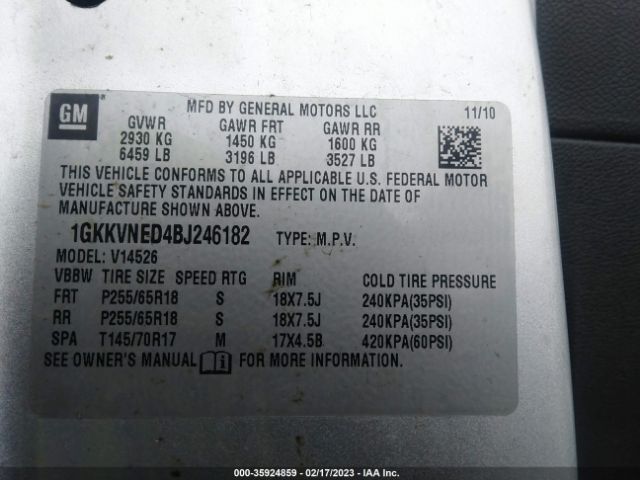 GM
MFD BY GENERAL MOTORS LLC 11/10
GVWR GAWR FRT GAWR RR
2930 KG 1450 KG 1600 KG
6459 LB 3196 LB 3527 LB
THIS VEHICLE CONFORMS TO ALL APPLICABLE U.S. FEDERAL MOTOR
VEHICLE SAFETY STANDARDS IN EFFECT ON THE DATE OF
MANUFACTURE SHOWN ABOVE.
1GKKVNED4BJ246182 TYPE: M.P.V.
MODEL: V14526
VBBW TIRE SIZE SPEED RTG RIM COLD TIRE PRESSURE
FRT P255/65R18 S 18X7.5J 240KPA(35PSI)
RR P255/65R18 S 18X7.5J 240KPA(35PSI)
SPA T145/70R17 M 17X4.5B 420KPA(60PSI)
SEE OWNER'S MANUAL FOR MORE INFORMATION.
000-35924859 - 02/17/2023 - IAA Inc.